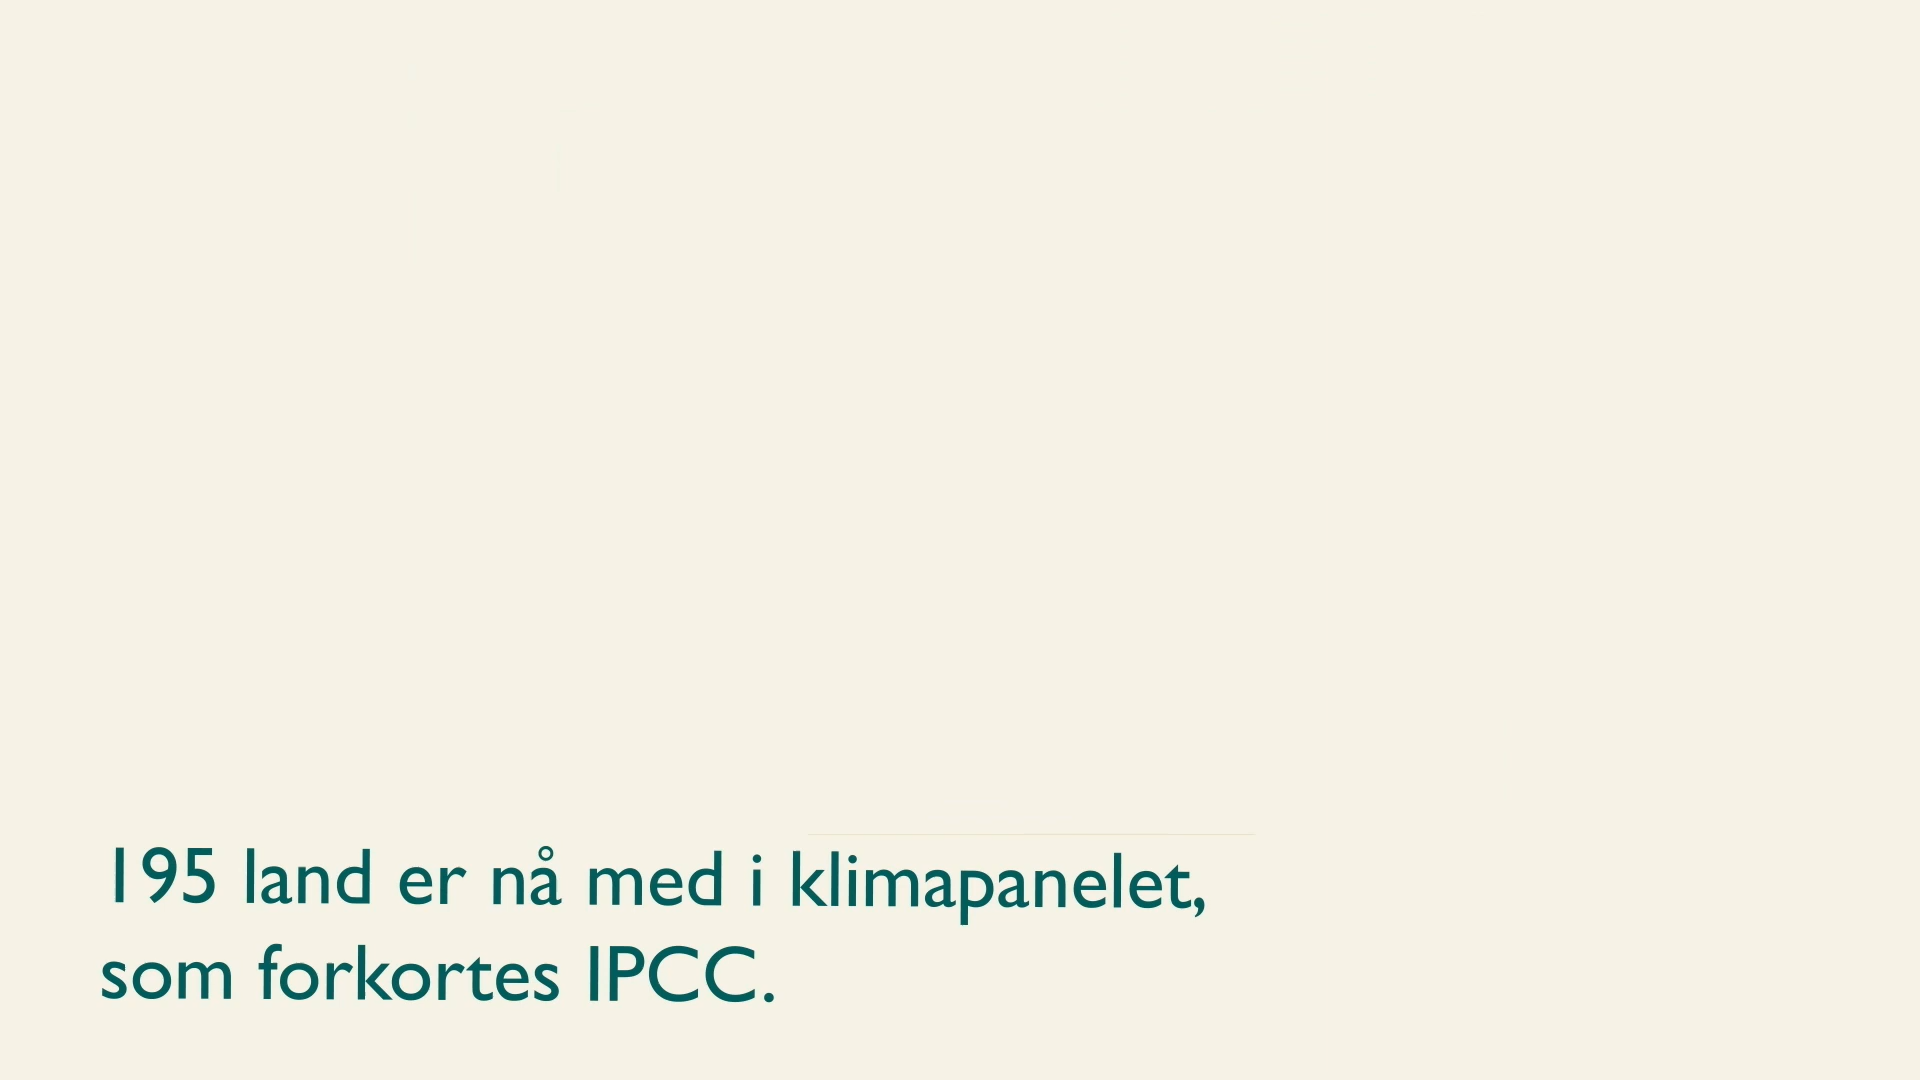 195 land er nå med i klimapanelet,
som forkortes IPCC.